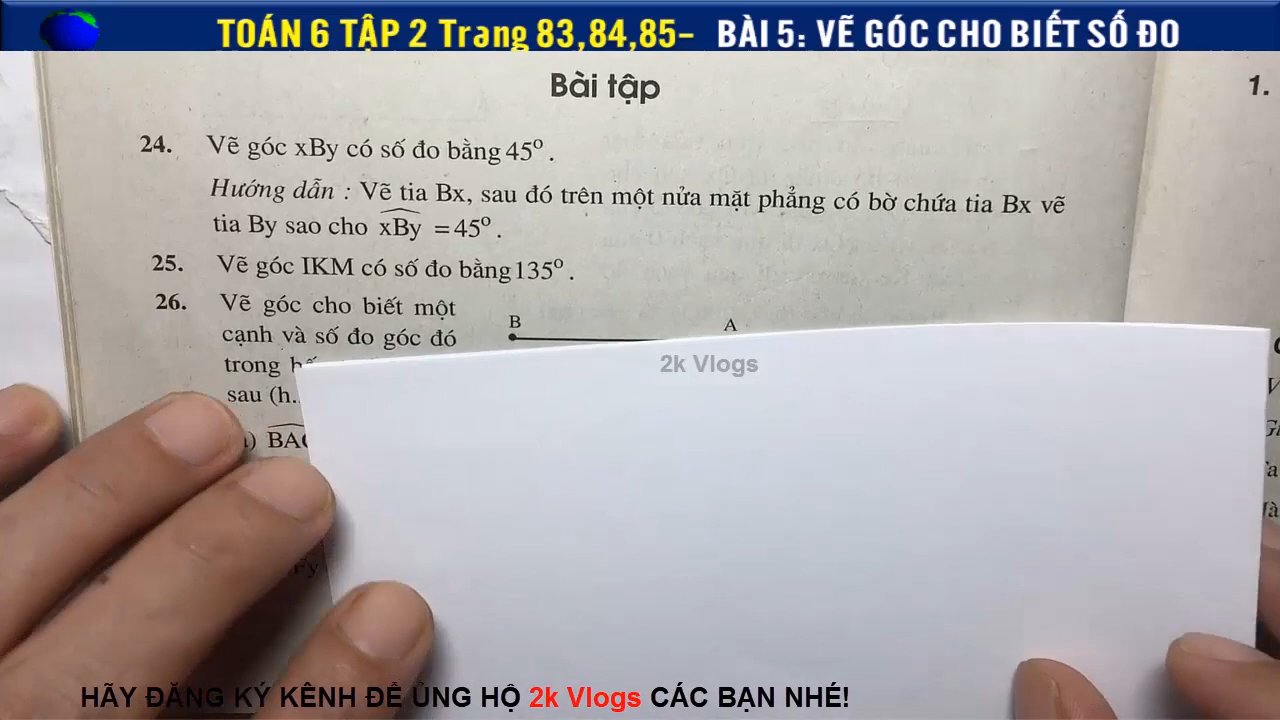 TOÁN 6 TẬP 2 Trang 83,84,85- BÀI 5: VẼ GÓC CHO BIẾT SỐ ĐO
Bài tập
1.
24. Vẽ góc xBy có số đo bằng 45°.
Hướng dẫn : Vẽ tia Bx, sau đó trên một nửa mặt phẳng có bờ chứa tia Bx vẽ
tia By sao cho xBy = 45°.
25. Vẽ góc IKM có số đo bằng 135°.
26. Vẽ góc cho biết một
cạnh và số đo góc đó
B A
trong
sau (h.
2k Vlogs
HÃY ĐĂNG KÝ KÊNH ĐỂ ỦNG HỘ 2k Vlogs CÁC BẠN NHÉ!